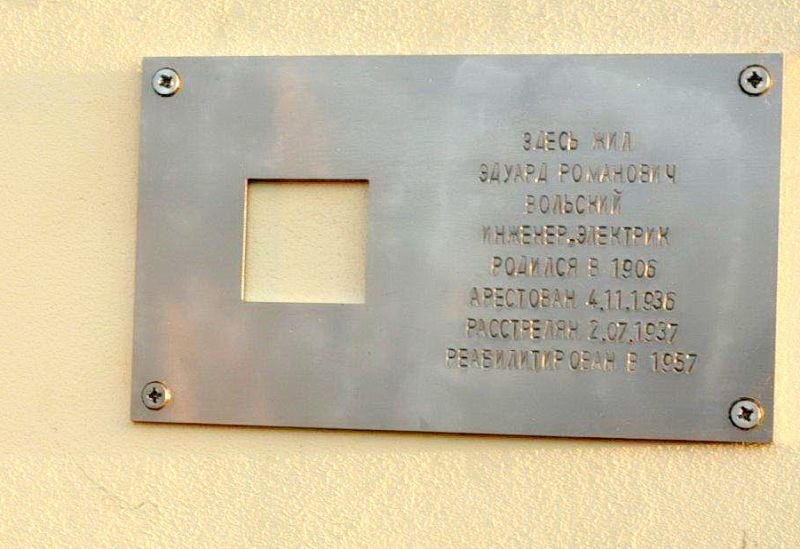 ЗДЕСЬ ЖИЛ
ЭДУАРД РОМАНОВИЧ
ВОЛЬСКИЙ
ИНЖЕНЕР-ЭЛЕКТРИК
РОДИЛСЯ В 1906
АРЕСТОВАН 4.11.1936
РАССТРЕЛЯН 2.07.1937
РЕАБИЛИТИРОВАН В 1957